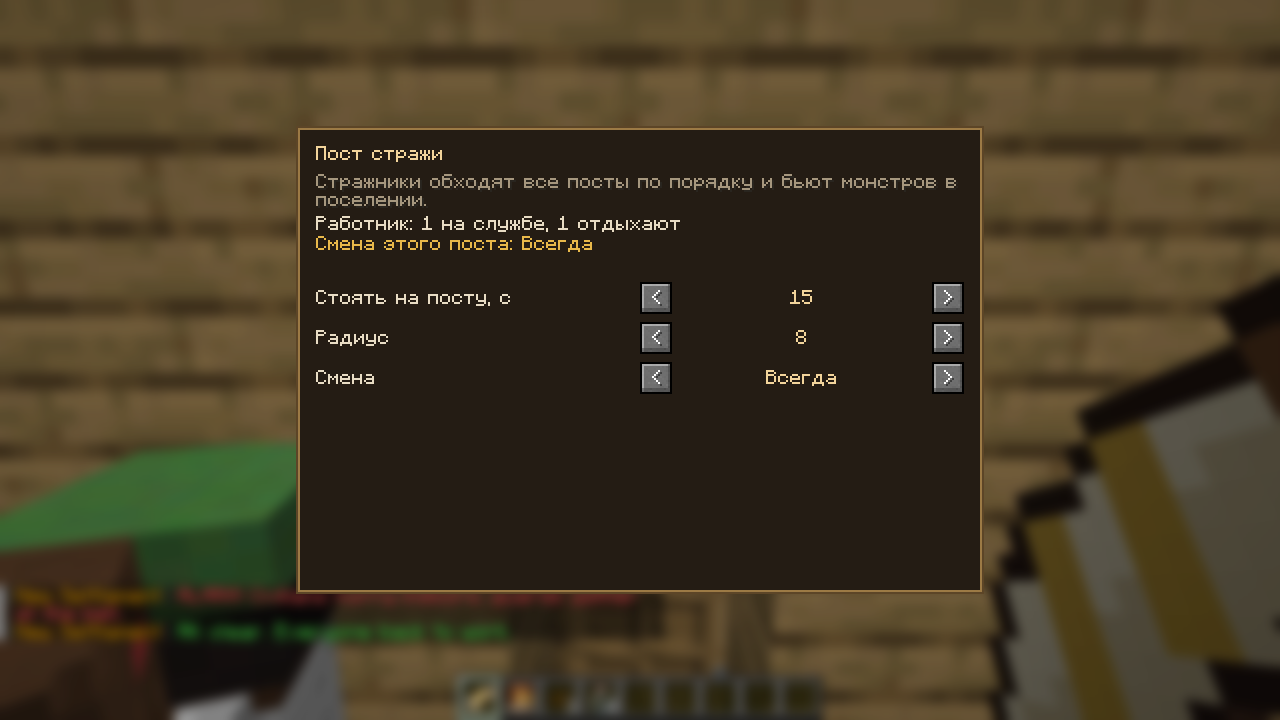 Пост стражи
Стражники обходят все посты по порядку и бьют монстров в
поселении.
Работник: 1 на службе, 1 отдыхают
Смена этого поста: Всегда
Стоять на посту, с < 15 >
Радиус < 8 >
Смена < Всегда >